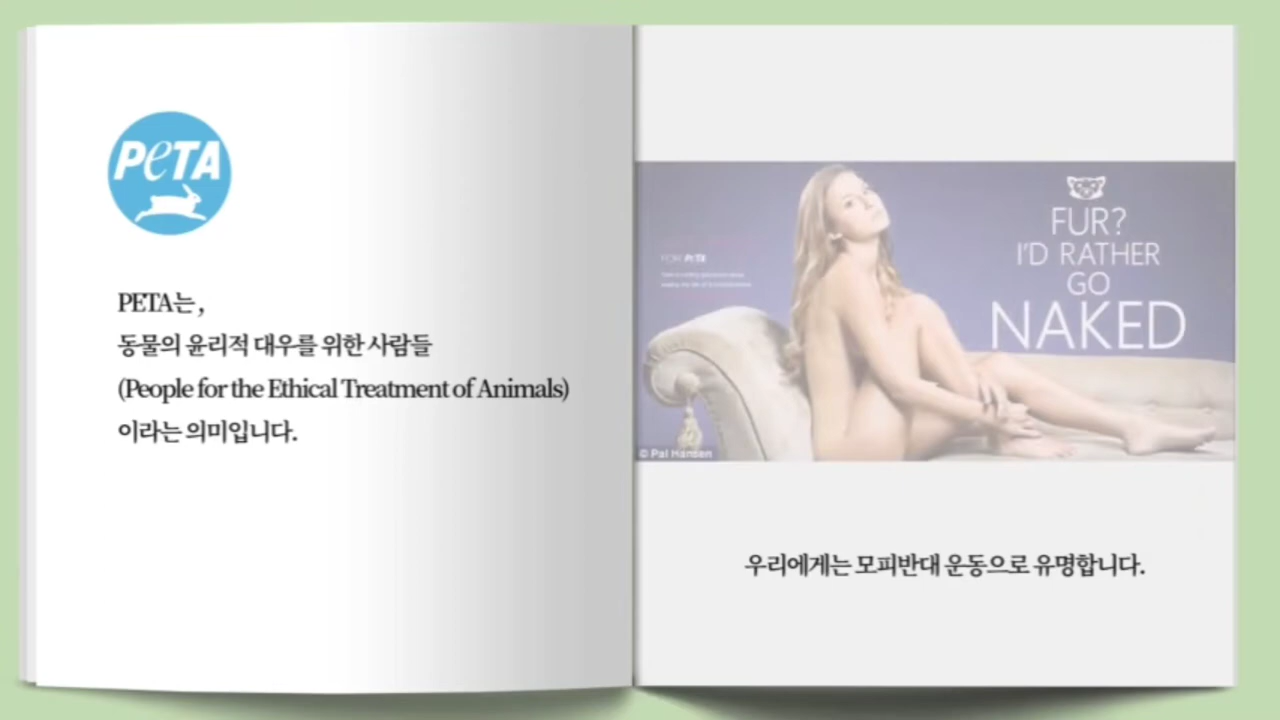 PeTA
PETA는,
동물의 윤리적 대우를 위한 사람들
(People for the Ethical Treatment of Animals)
이라는 의미입니다.
FOR PeTA
FUR?
I'D RATHER
GO
NAKED
© Pal Hansen
우리에게는 모피반대 운동으로 유명합니다.